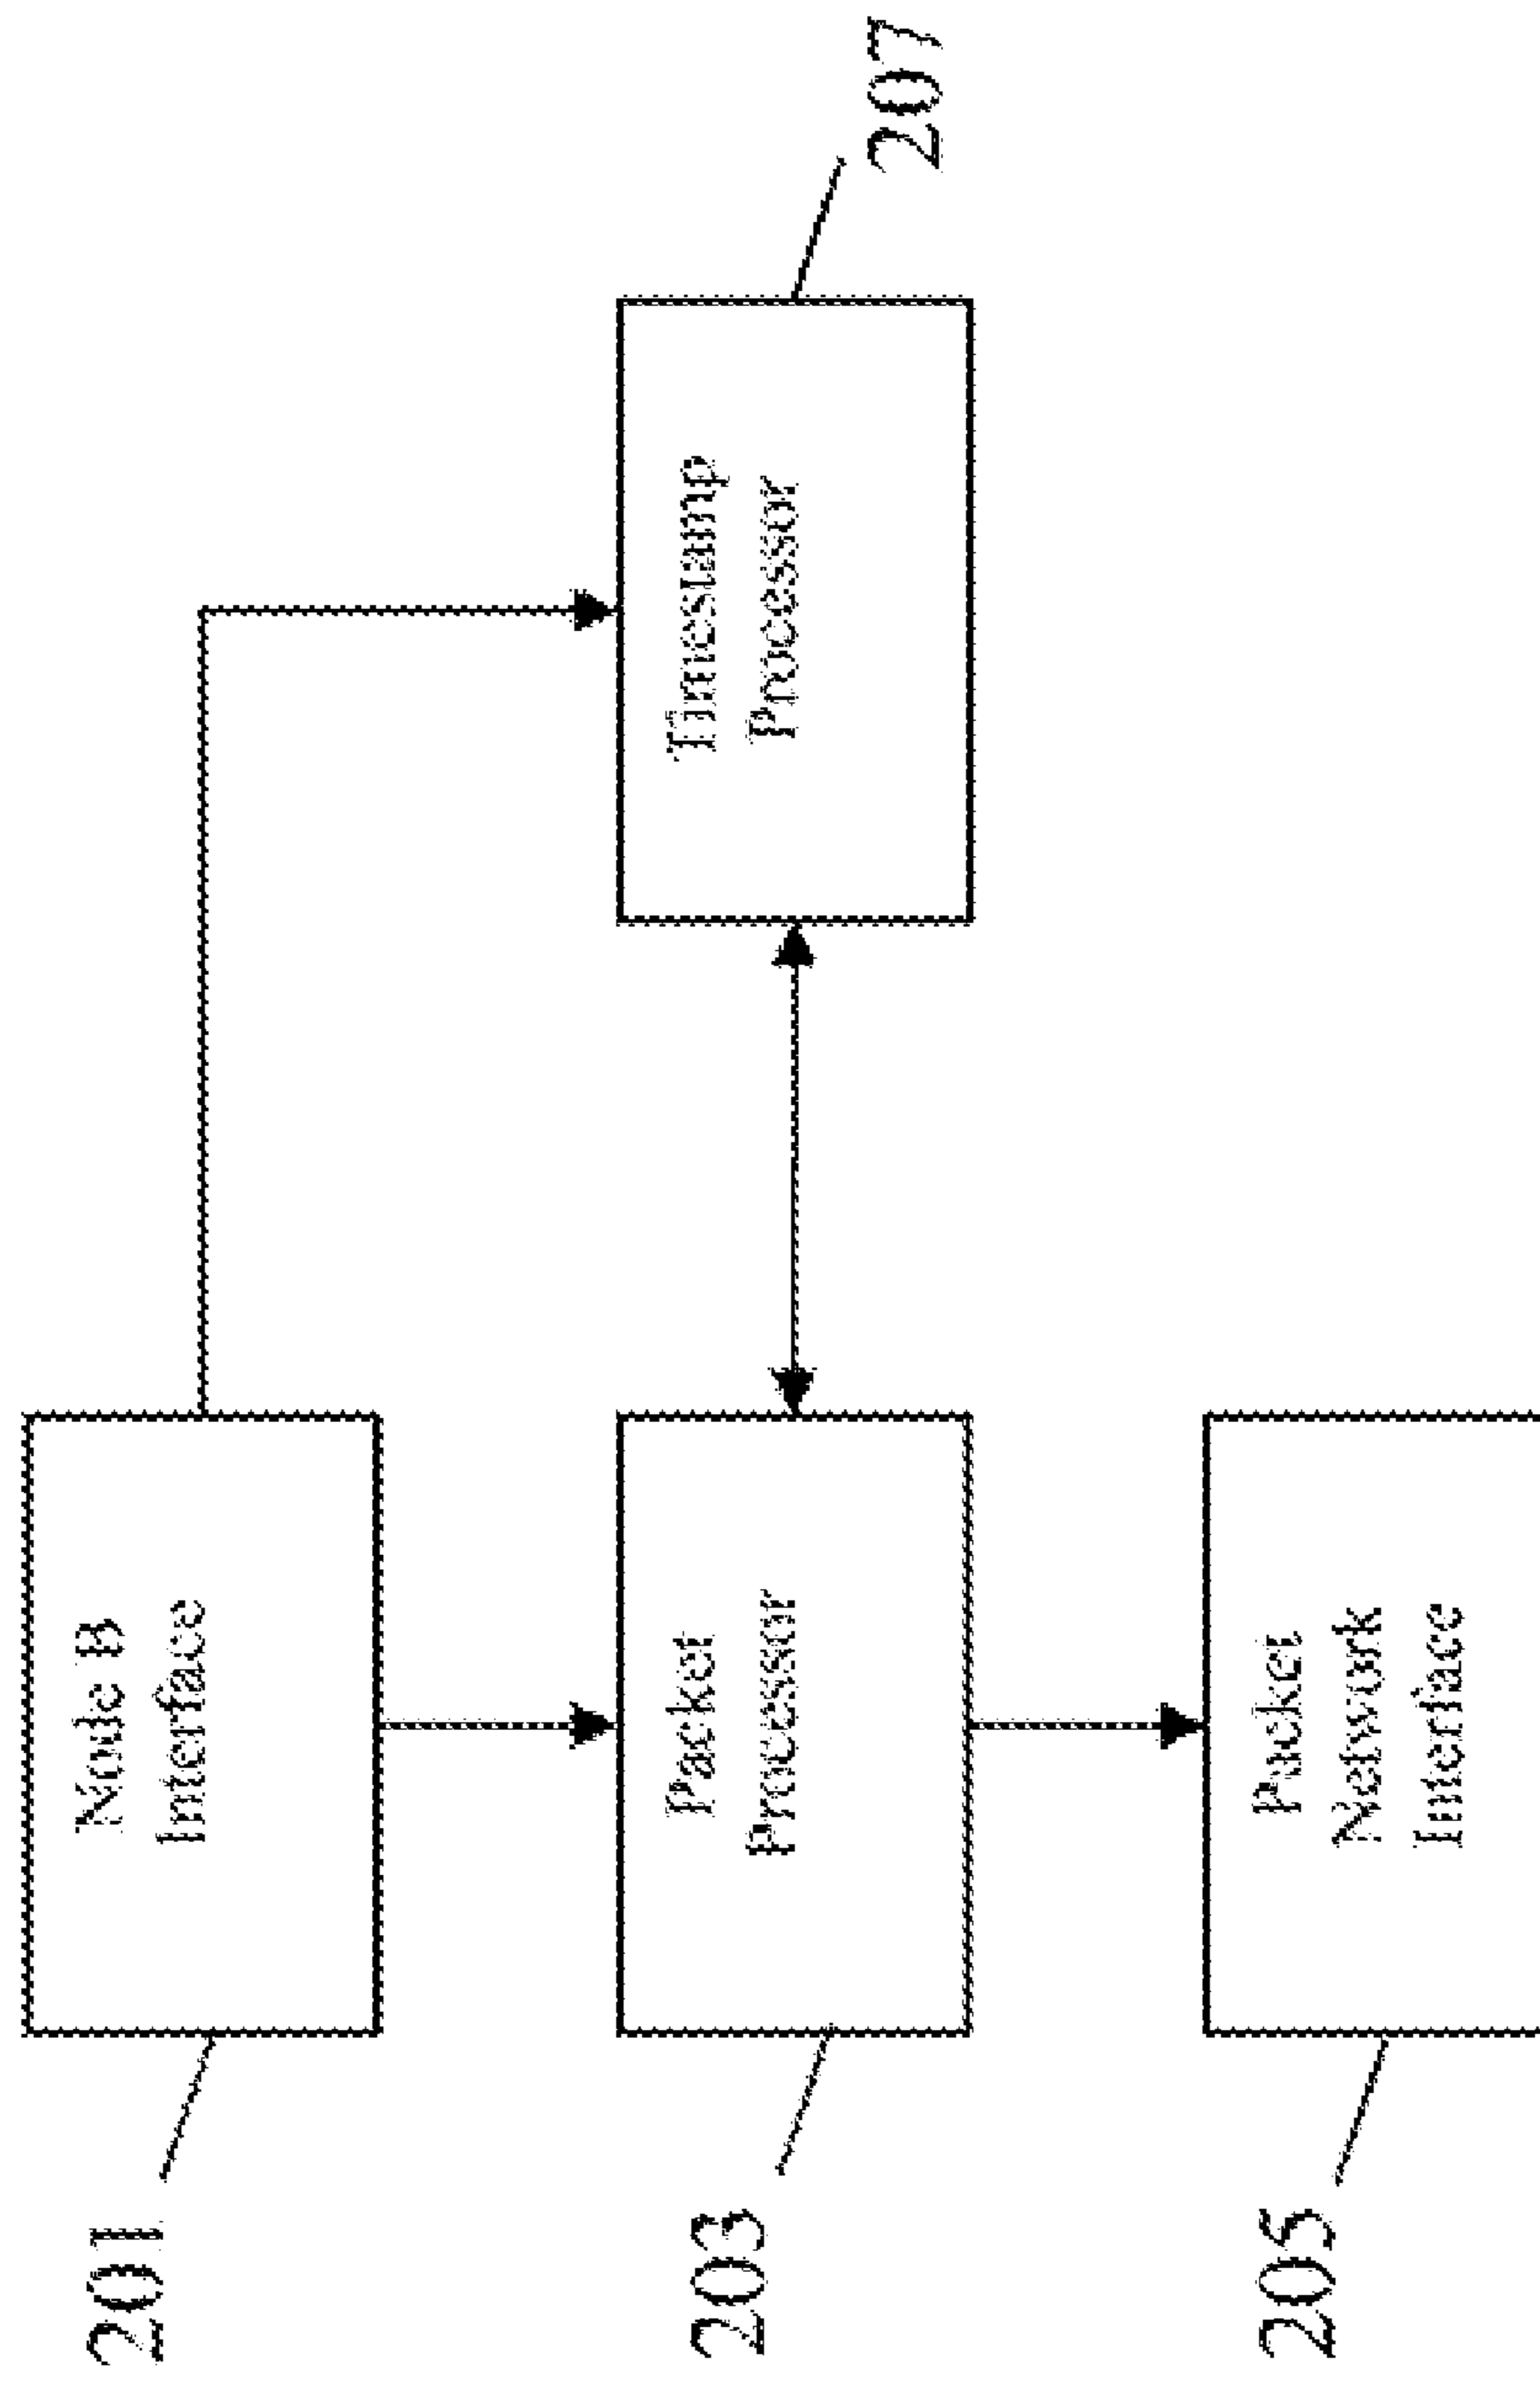 201
Node B
Interface
203
Packet
Processor
Timestamp
Processor
207
205
Packet
Network
Interface